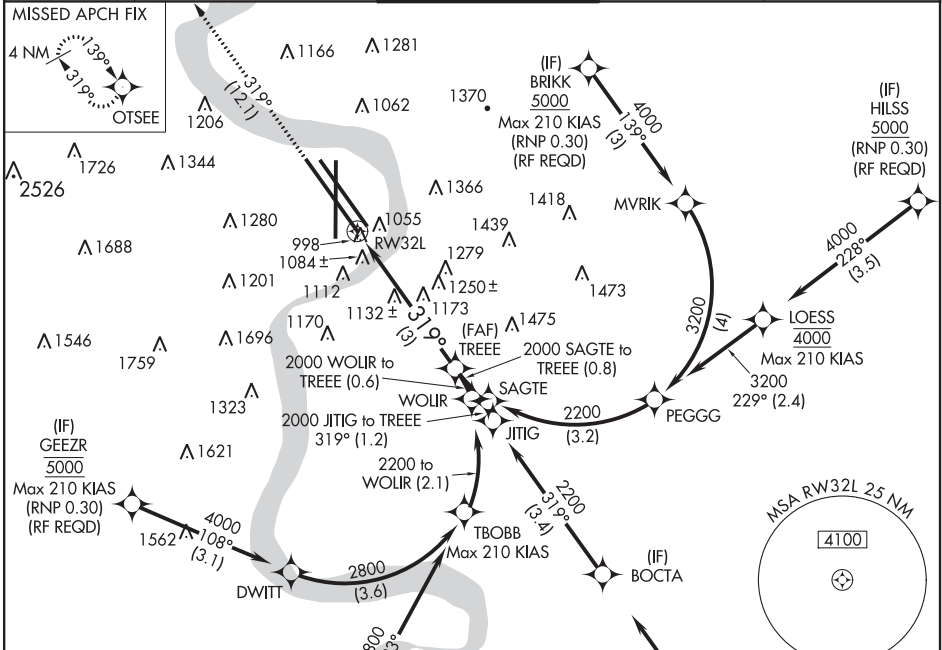 MISSED APCH FIX
4 NM
139°
319°
OTSEE
319°
(12.1)
1166
1281
1206
1062
1370
(IF)
BRIKK
5000
Max 210 KIAS
(RNP 0.30)
(RF REQD)
4000
139°
(3)
(IF)
HILSS
5000
(RNP 0.30)
(RF REQD)
2526
1726
1344
1366
1418
MVRIK
1280
1055
1439
998
RW32L
1688
1084 ±
1279
4000
228°
(3.5)
1201
1112
1250 ±
1473
1132 ±
1173
319°
(3)
3200
(4)
LOESS
4000
Max 210 KIAS
1546
1759
1696
1170
(FAF)
TREEE
1475
2000 WOLIR to
TREEE (0.6)
2000 SAGTE to
TREEE (0.8)
3200
229° (2.4)
1323
WOLIR
SAGTE
PEGGG
2000 JITIG to TREEE
319° (1.2)
JITIG
2200
(3.2)
(IF)
GEEZR
5000
Max 210 KIAS
(RNP 0.30)
(RF REQD)
1621
2200 to
WOLIR (2.1)
2200
319°
(3.4)
MSA RW32L 25 NM
4100
4000
108°
(3.1)
1562
TBOBB
Max 210 KIAS
(IF)
BOCTA
DWITT
2800
(3.6)